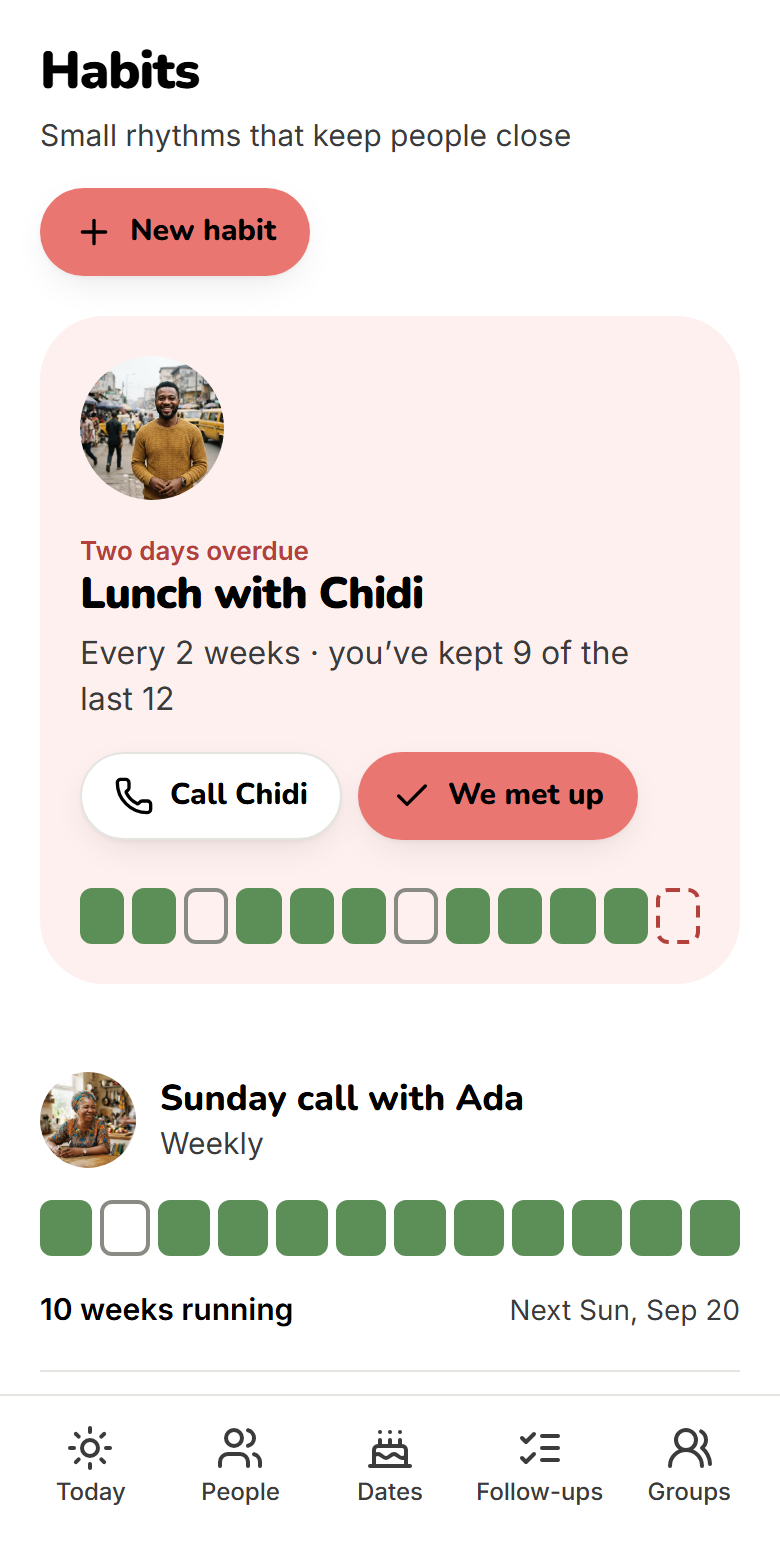 Habits
Small rhythms that keep people close
New habit
Two days overdue
Lunch with Chidi
Every 2 weeks · you’ve kept 9 of the
last 12
Call Chidi
We met up
Sunday call with Ada
Weekly
10 weeks running
Next Sun, Sep 20
Today
People
Dates
Follow-ups
Groups